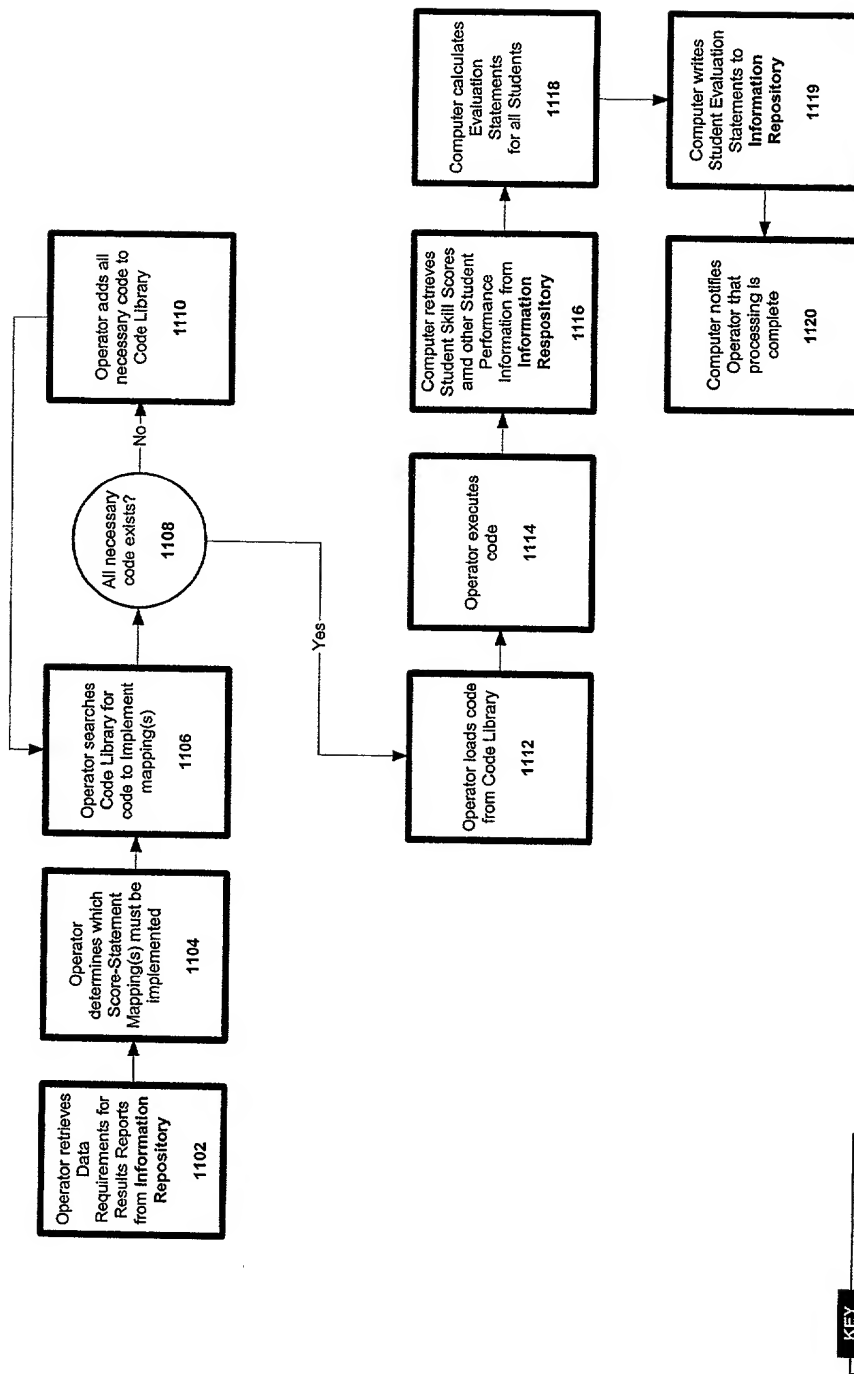 Operator retrieves
Data
Requirements for
Results Reports
from Information
Repository
1102
Operator
determines which
Score-Statement
Mapping(s) must be
implemented
1104
Operator searches
Code Library for
code to Implement
mapping(s)
1106
All necessary
code exists?
1108
No
Operator adds all
necessary code to
Code Library
1110
Yes
Operator loads code
from Code Library
1112
Operator executes
code
1114
Computer retrieves
Student Skill Scores
amd other Student
Performance
Information from
Information
Respository
1116
Computer calculates
Evaluation
Statements
for all Students
1118
Computer writes
Student Evaluation
Statements to
Information
Repository
1119
Computer notifies
Operator that
processing is
complete
1120
KEY